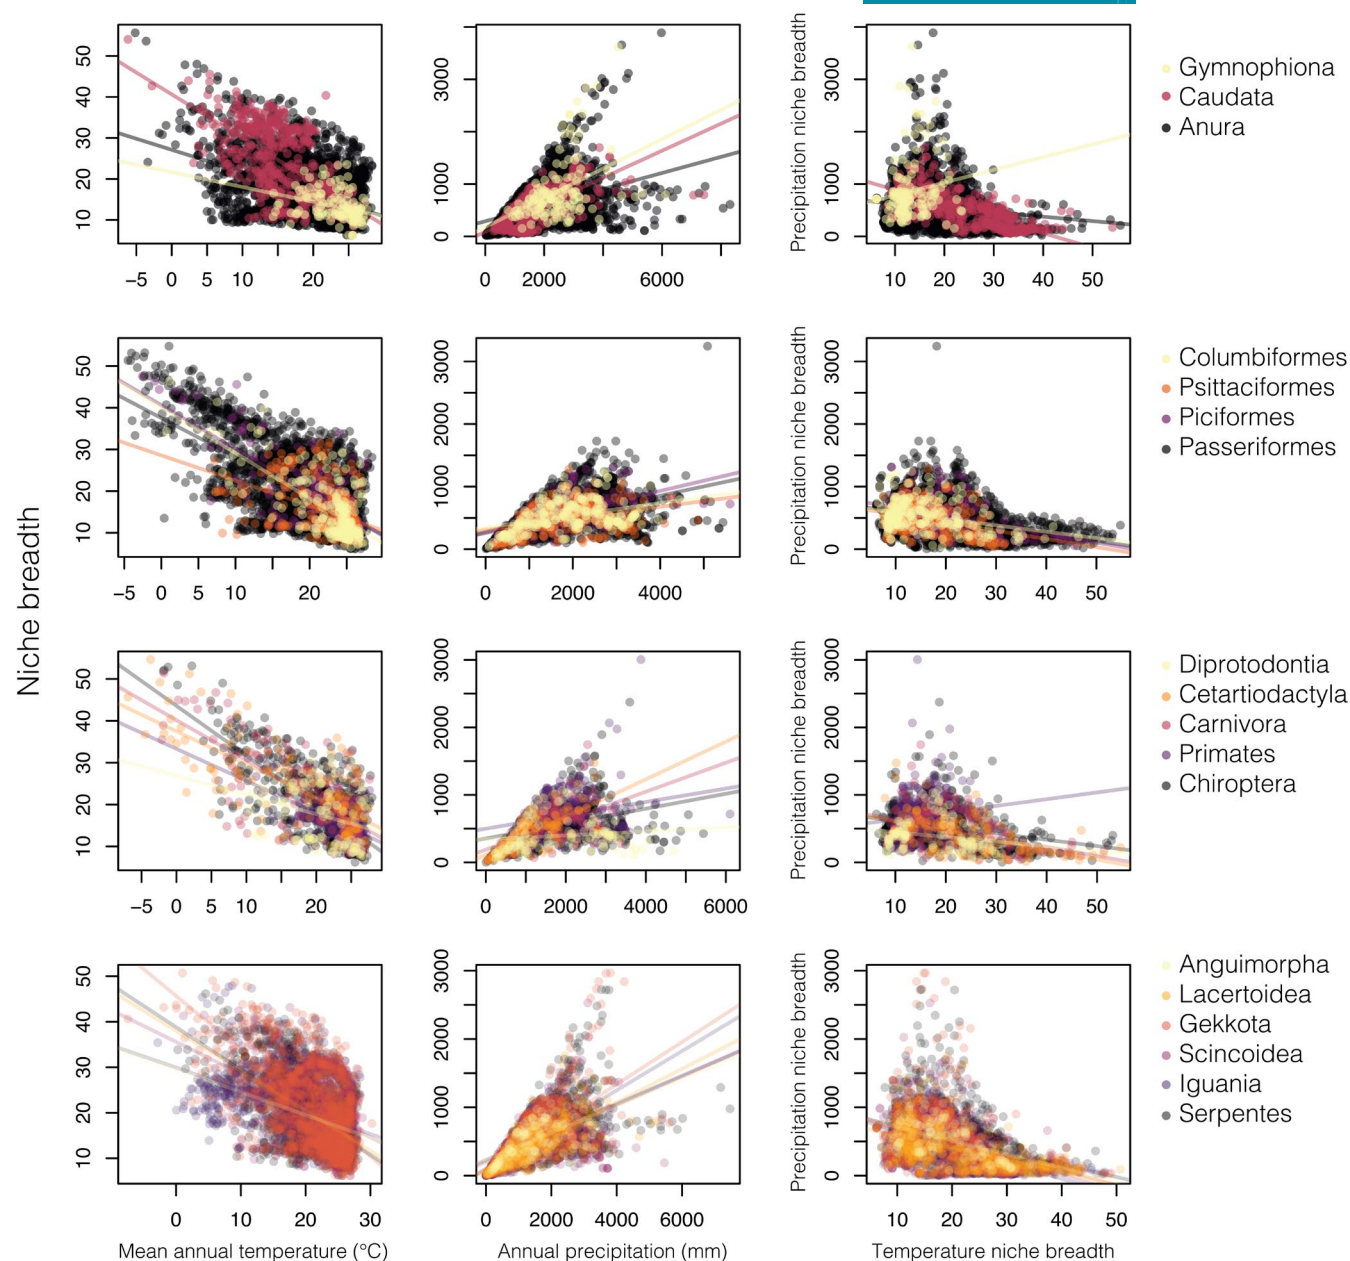 50
40
30
20
10
−5 0 5 10 20
3000
1000
0
0 2000 6000
Precipitation niche breadth
3000
1000
0
10 20 30 40 50
Gymnophiona
Caudata
Anura
50
40
30
20
10
−5 0 5 10 20
3000
2000
1000
0
0 2000 4000
Precipitation niche breadth
3000
2000
1000
0
10 20 30 40 50
Columbiformes
Psittaciformes
Piciformes
Passeriformes
Niche breadth
50
40
30
20
10
−5 0 5 10 20
3000
2000
1000
0
0 2000 4000 6000
Precipitation niche breadth
3000
2000
1000
0
10 20 30 40 50
Diprotodontia
Cetartiodactyla
Carnivora
Primates
Chiroptera
50
40
30
20
10
0 10 20 30
Mean annual temperature (°C)
3000
2000
1000
0
0 2000 4000 6000
Annual precipitation (mm)
Precipitation niche breadth
3000
2000
1000
0
10 20 30 40 50
Temperature niche breadth
Anguimorpha
Lacertoidea
Gekkota
Scincoidea
Iguania
Serpentes